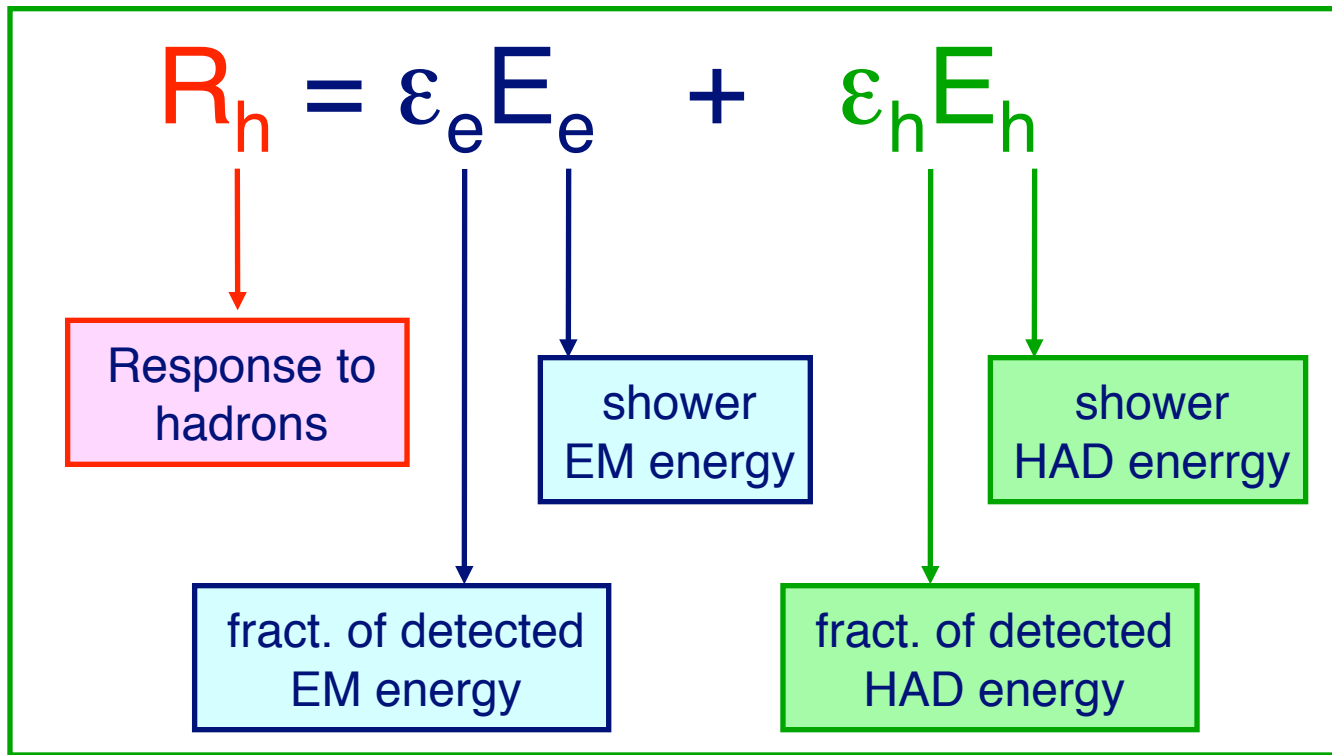 Rₕ = εₑEₑ + εₕEₕ
Response to
hadrons
shower
EM energy
shower
HAD enerrgy
fract. of detected
EM energy
fract. of detected
HAD energy